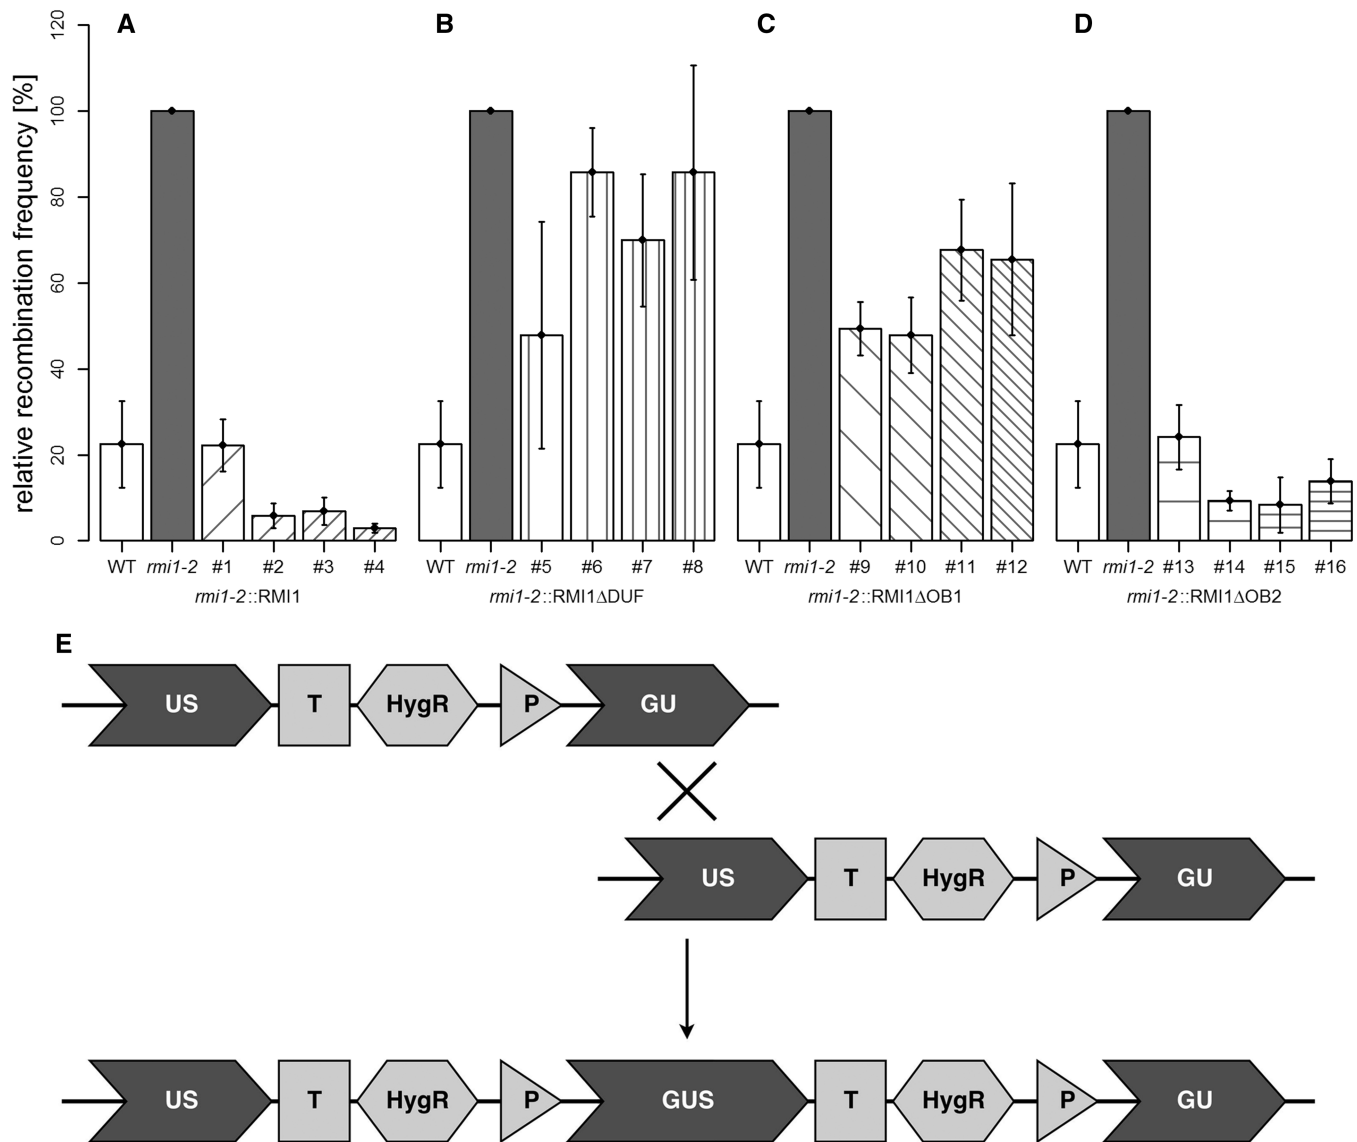 A B C D
relative recombination frequency [%]
120
100
80
60
40
20
0
WT rmi1-2 #1 #2 #3 #4 WT rmi1-2 #5 #6 #7 #8 WT rmi1-2 #9 #10 #11 #12 WT rmi1-2 #13 #14 #15 #16
rmi1-2::RMI1 rmi1-2::RMI1ΔDUF rmi1-2::RMI1ΔOB1 rmi1-2::RMI1ΔOB2
E
US T HygR P GU
US T HygR P GU
US T HygR P GUS T HygR P GU